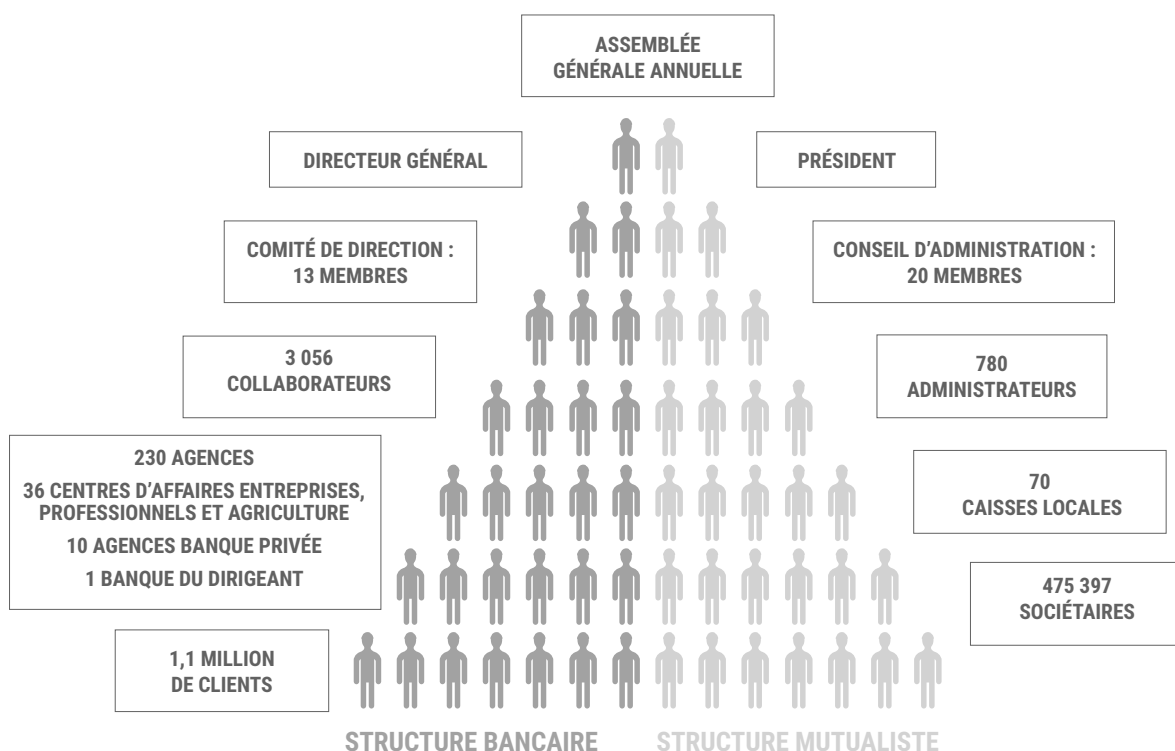 ASSEMBLÉE
GÉNÉRALE ANNUELLE
DIRECTEUR GÉNÉRAL
PRÉSIDENT
COMITÉ DE DIRECTION :
13 MEMBRES
CONSEIL D’ADMINISTRATION :
20 MEMBRES
3 056
COLLABORATEURS
780
ADMINISTRATEURS
230 AGENCES
36 CENTRES D’AFFAIRES ENTREPRISES,
PROFESSIONNELS ET AGRICULTURE
10 AGENCES BANQUE PRIVÉE
1 BANQUE DU DIRIGEANT
70
CAISSES LOCALES
475 397
SOCIÉTAIRES
1,1 MILLION
DE CLIENTS
STRUCTURE BANCAIRE
STRUCTURE MUTUALISTE